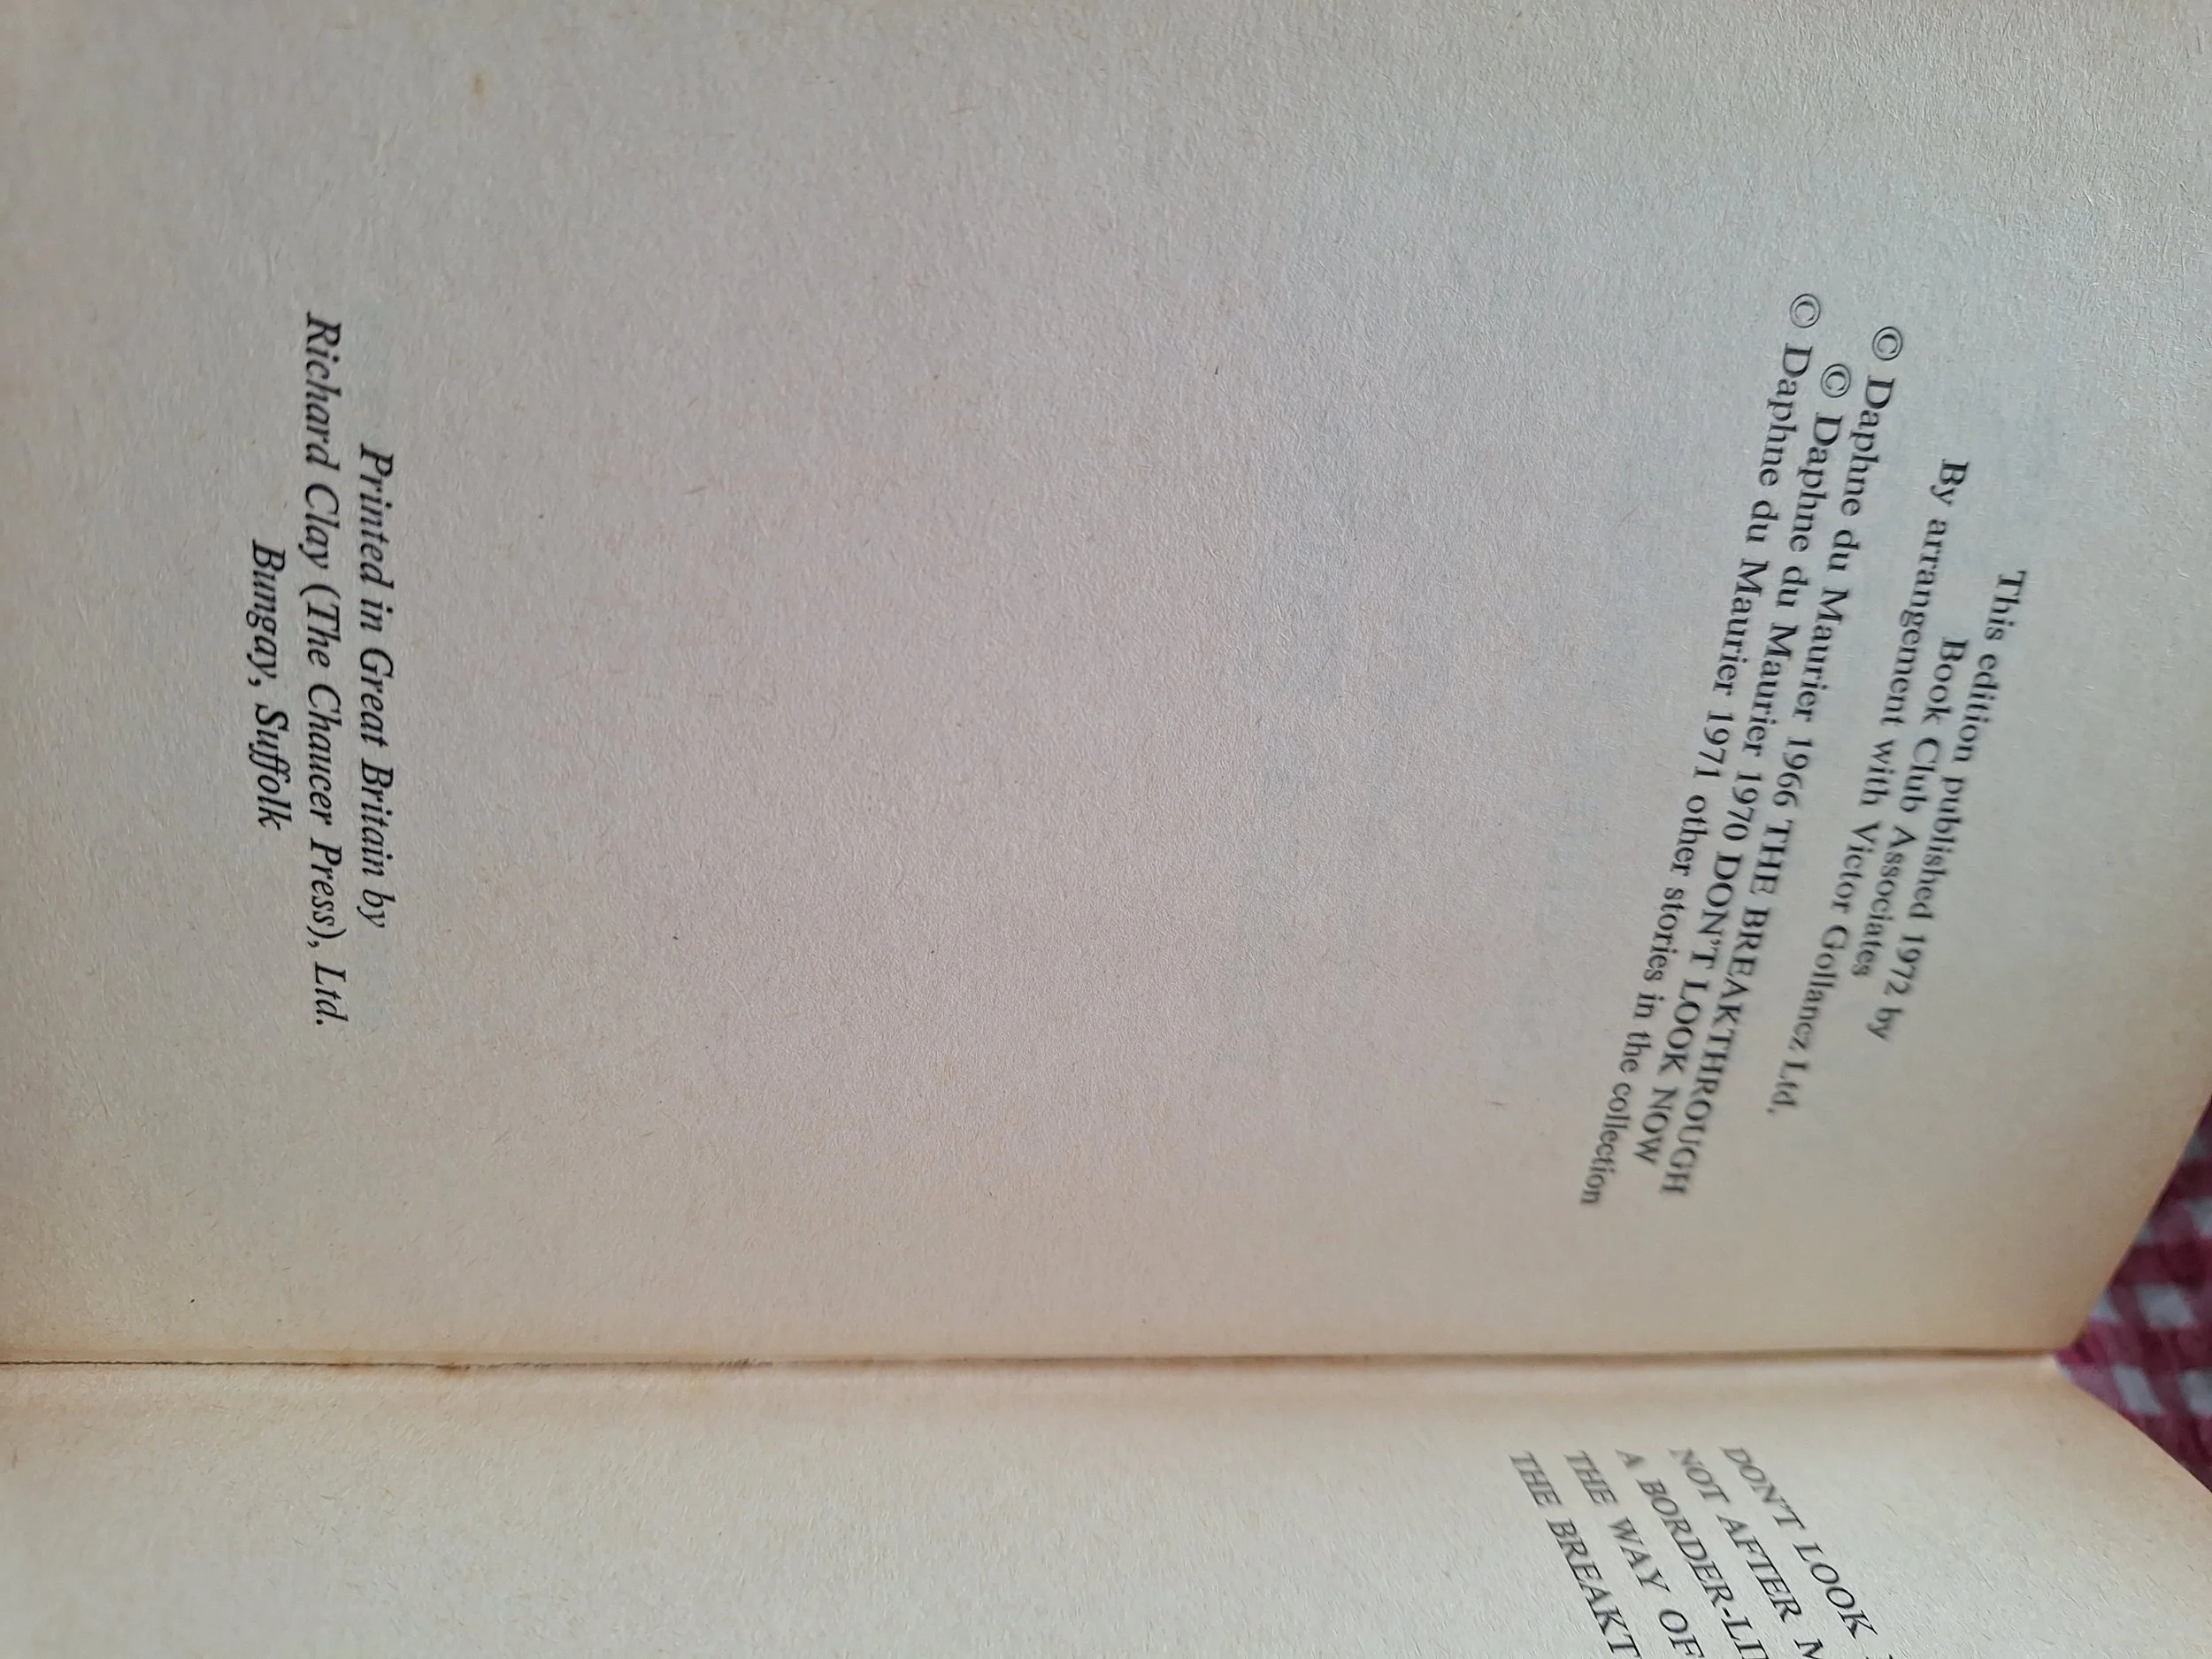 This edition published 1972 by
Book Club Associates
By arrangement with Victor Gollancz Ltd.
© Daphne du Maurier 1966 THE BREAKTHROUGH
© Daphne du Maurier 1970 DON'T LOOK NOW
© Daphne du Maurier 1971 other stories in the collection
Printed in Great Britain by
Richard Clay (The Chaucer Press), Ltd.
Bungay, Suffolk
DON'T LOOK
NOT AFTER
A
THE WAY OF
THE